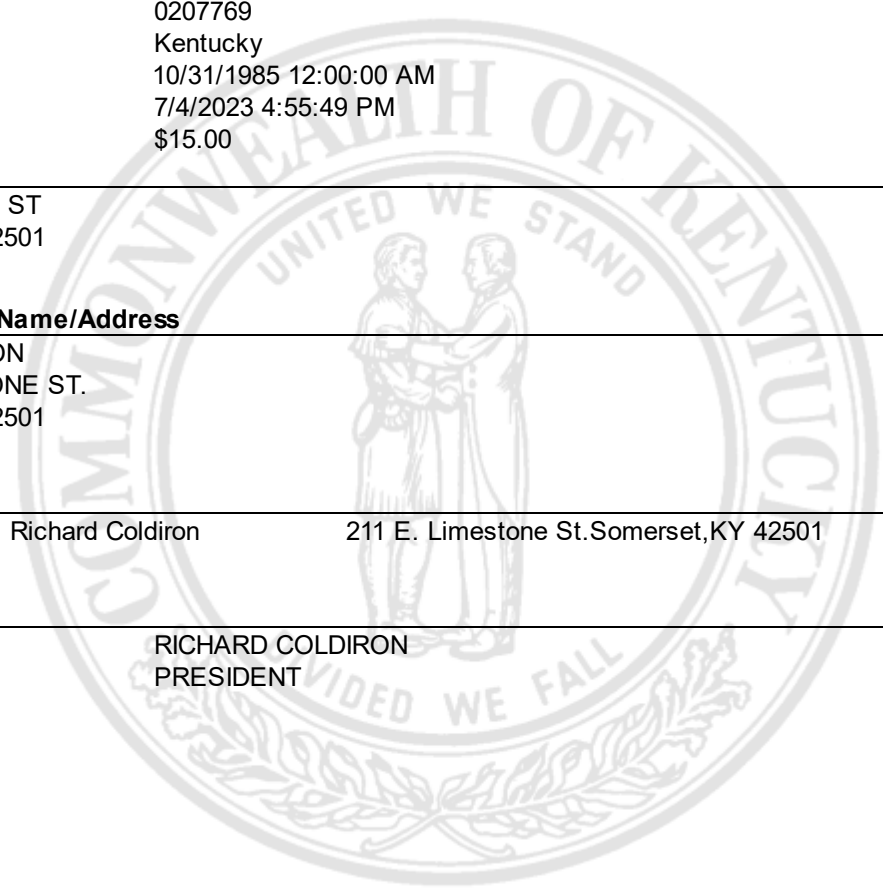 0207769
Kentucky
10/31/1985 12:00:00 AM
7/4/2023 4:55:49 PM
$15.00
ST
2501
Name/Address
ON
ONE ST.
2501
Richard Coldiron 211 E. Limestone St.Somerset,KY 42501
RICHARD COLDIRON
PRESIDENT
COMMONWEALTH OF KENTUCKY
UNITED WE STAND
DIVIDED WE FALL